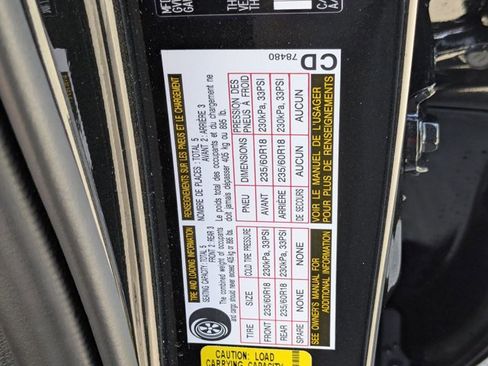 TIRE AND LOADING INFORMATION
SEATING CAPACITY: TOTAL 5
FRONT 2: REAR 3
The combined weight of occupants
and cargo should never exceed 405 kg or 895 lbs.
TIRE SIZE COLD TIRE PRESSURE
FRONT 235/60R18 230kPa, 33PSI
REAR 235/60R18 230kPa, 33PSI
SPARE NONE NONE
SEE OWNER'S MANUAL FOR
ADDITIONAL INFORMATION
RENSEIGNEMENTS SUR LES PNEUS ET LE CHARGEMENT
NOMBRE DE PLACES : TOTAL 5
AVANT 2 : ARRIÈRE 3
Le poids total des occupants et du chargement ne
doit jamais dépasser 405 kg ou 895 lb.
PNEU DIMENSIONS PRESSION DES
PNEUS À FROID
AVANT 235/60R18 230kPa, 33PSI
ARRIÈRE 235/60R18 230kPa, 33PSI
DE SECOURS AUCUN AUCUN
VOIR LE MANUEL DE L'USAGER
POUR PLUS DE RENSEIGNEMENTS
CD
78480
CAUTION: LOAD
CARRYING CAPACITY